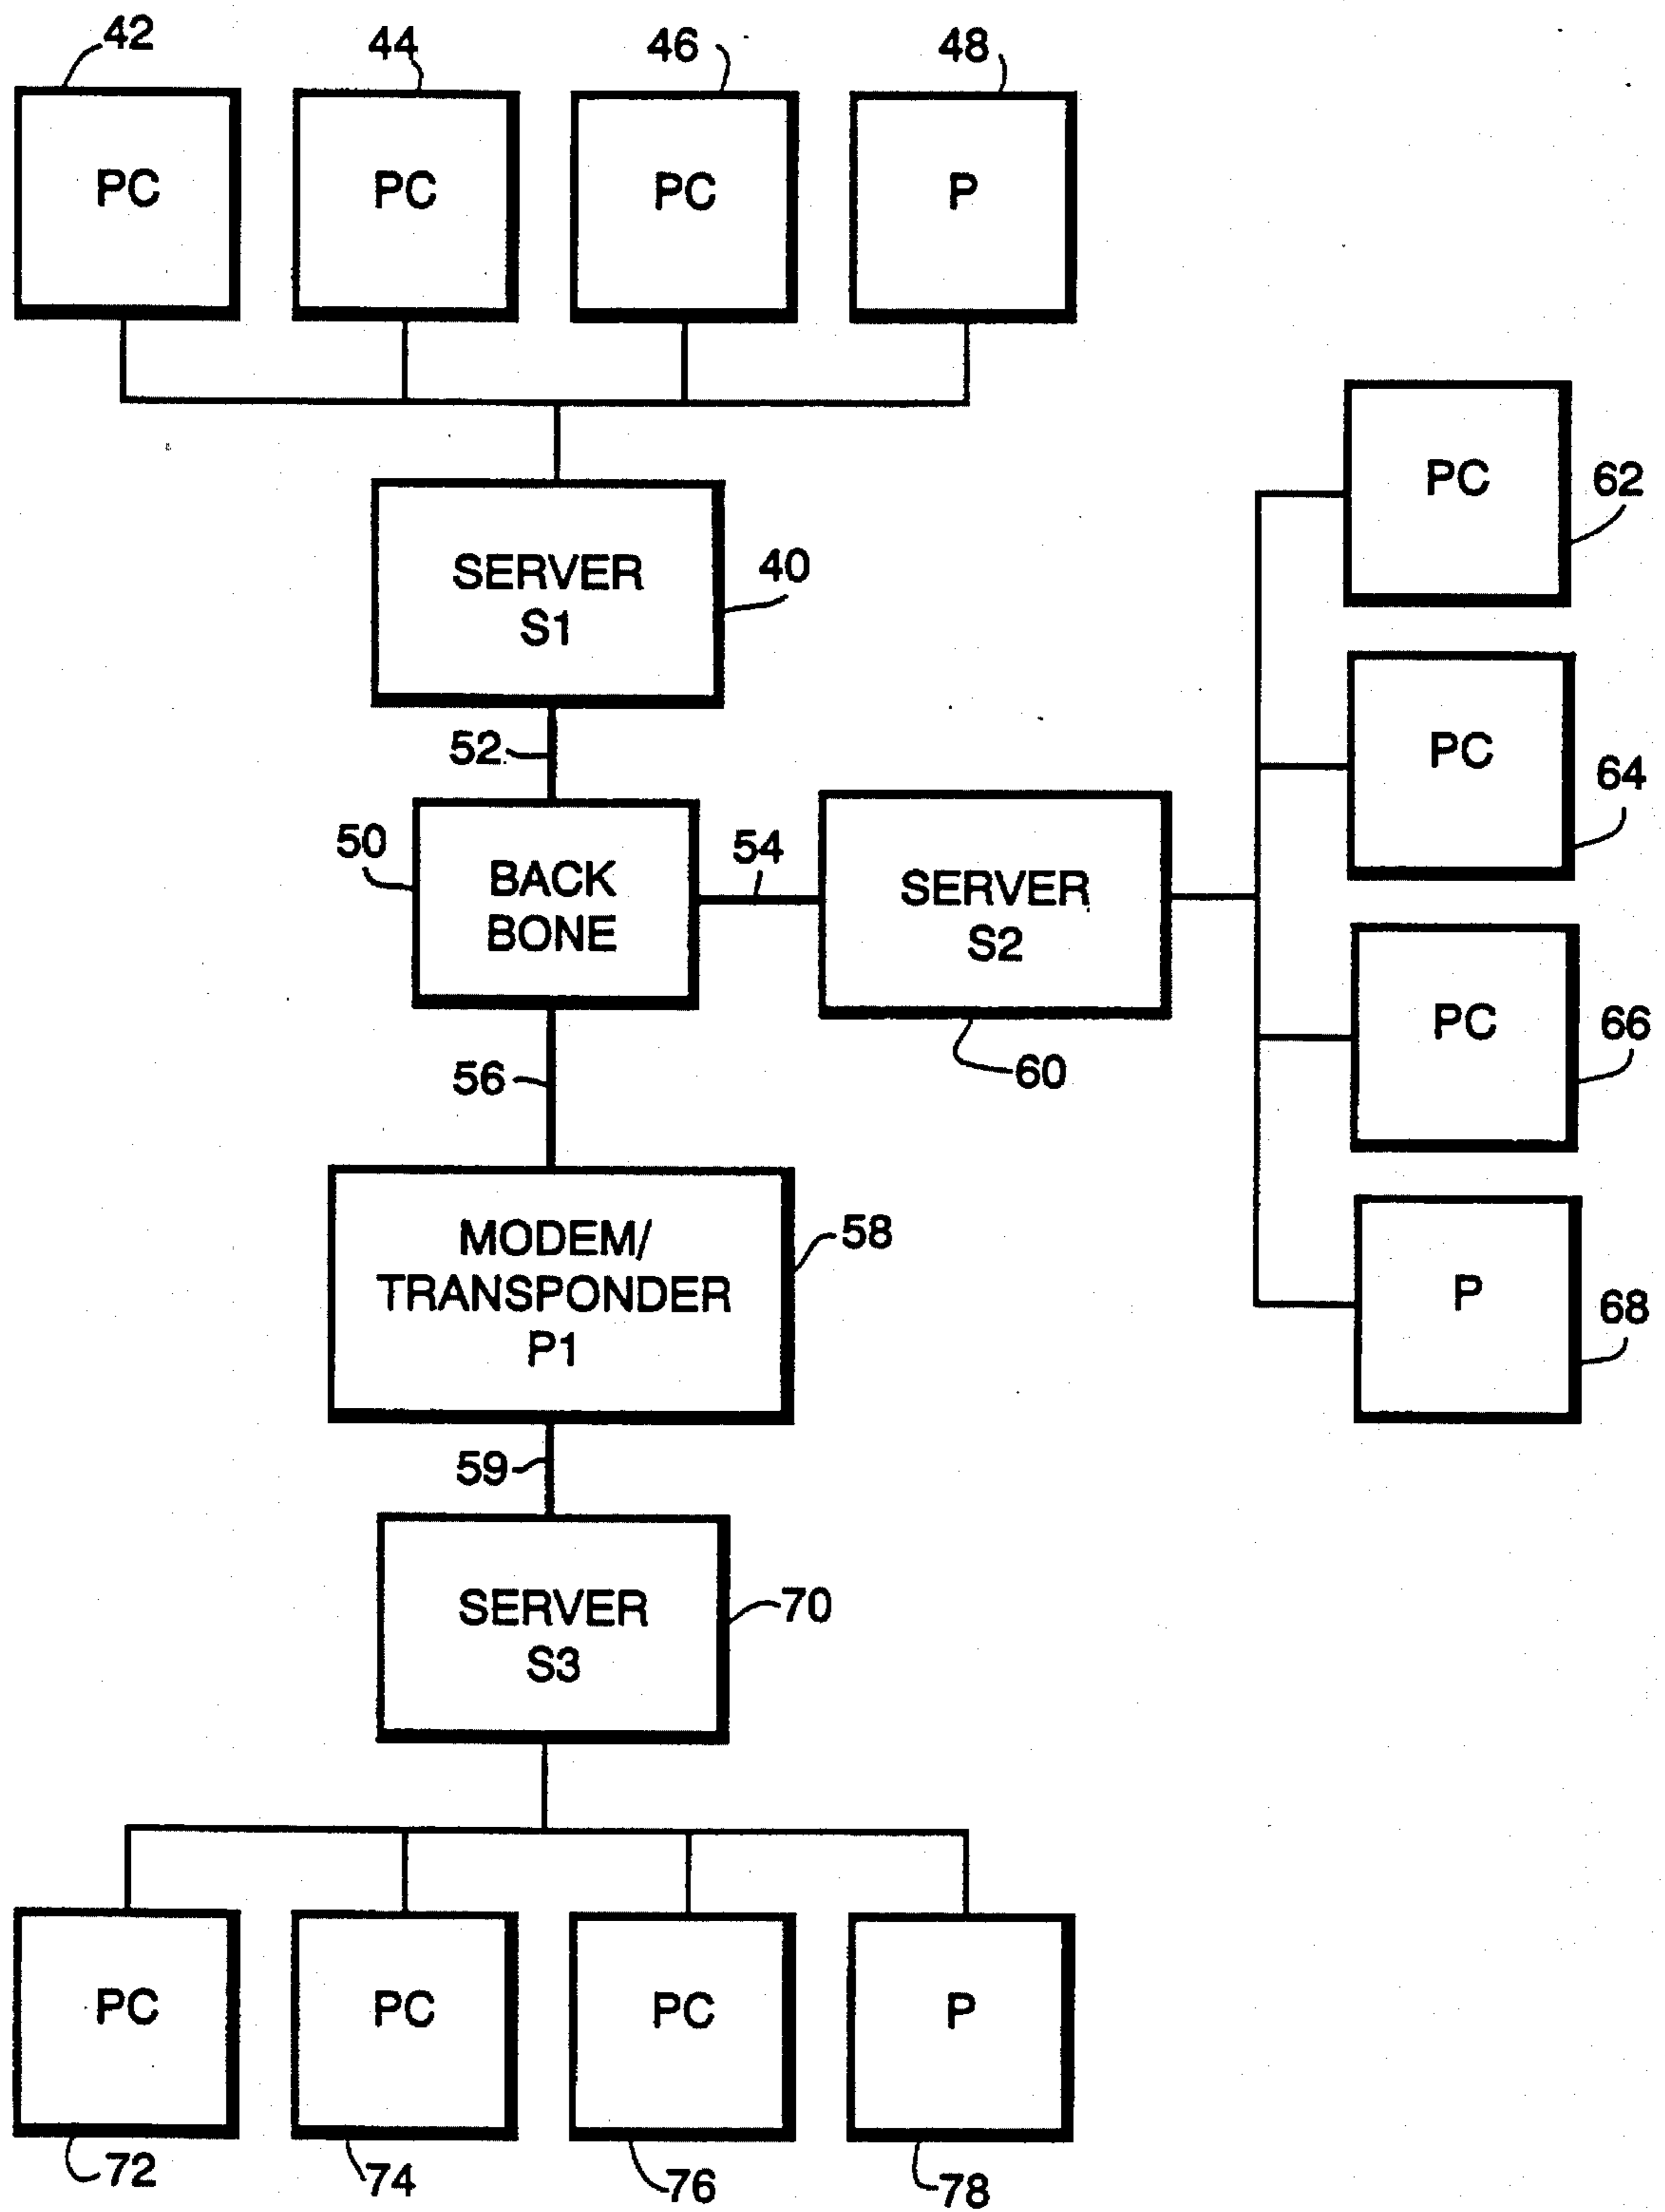 42
44
46
48
PC
PC
PC
P
SERVER
S1
40
PC
62
52
PC
64
50
BACK
BONE
54
SERVER
S2
60
PC
66
56
MODEM/
TRANSPONDER
P1
58
P
68
59
SERVER
S3
70
PC
PC
PC
P
72
74
76
78